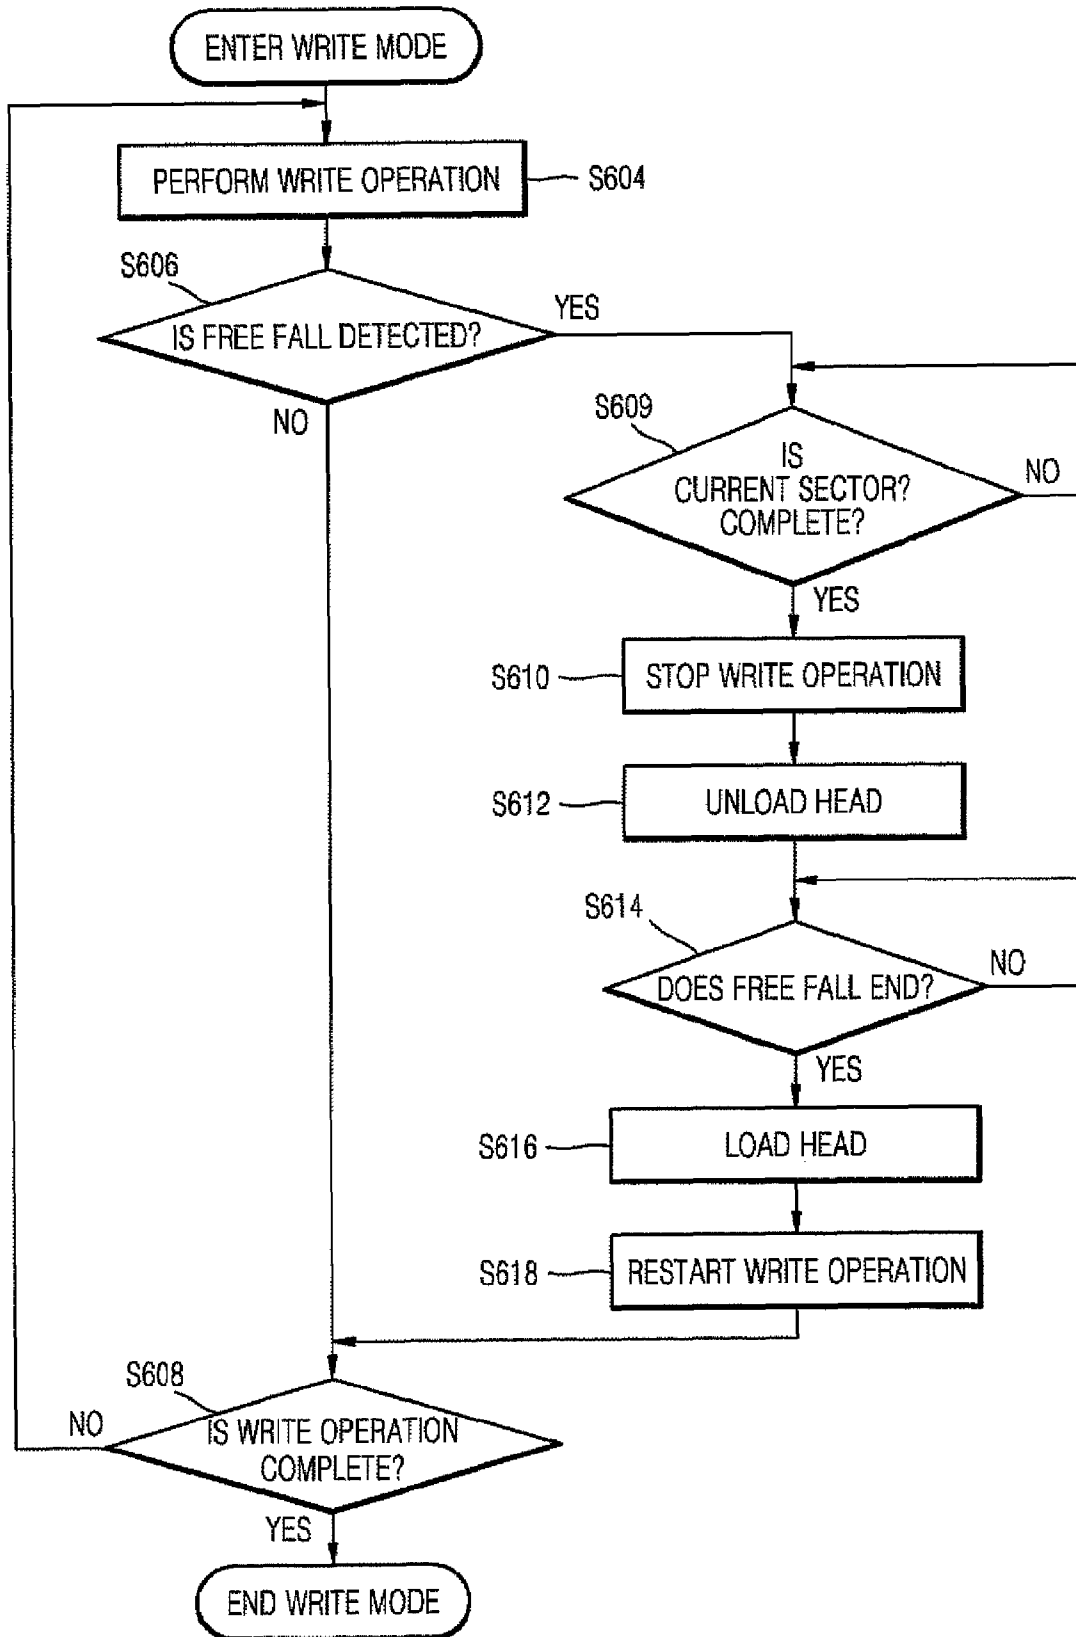 ENTER WRITE MODE
PERFORM WRITE OPERATION
S604
S606
IS FREE FALL DETECTED?
YES
NO
S609
IS
CURRENT SECTOR?
COMPLETE?
NO
YES
S610
STOP WRITE OPERATION
S612
UNLOAD HEAD
S614
DOES FREE FALL END?
NO
YES
S616
LOAD HEAD
S618
RESTART WRITE OPERATION
S608
NO
IS WRITE OPERATION
COMPLETE?
YES
END WRITE MODE